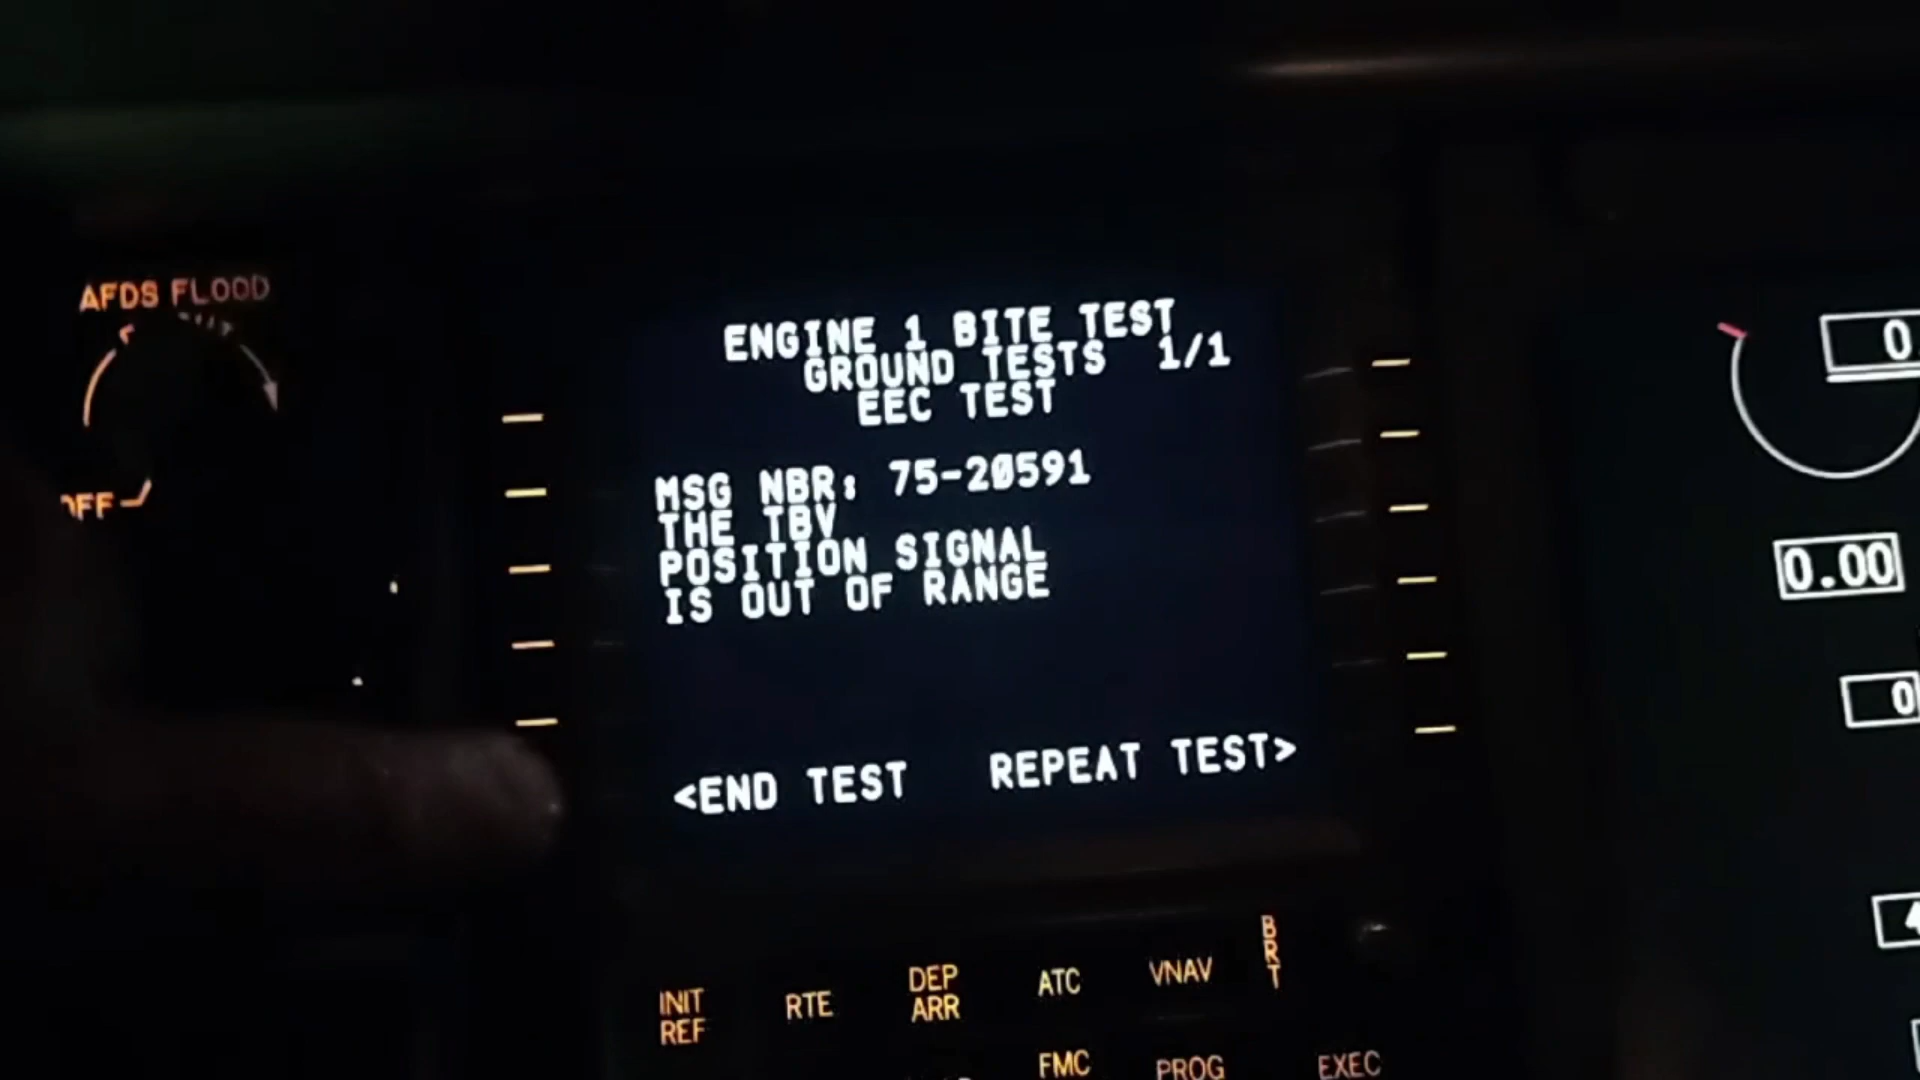 AFDS FLOOD
OFF
ENGINE 1 BITE TEST
GROUND TESTS 1/1
EEC TEST
MSG NBR: 75-20591
THE TBV
POSITION SIGNAL
IS OUT OF RANGE
<END TEST REPEAT TEST>
0
0.00
0
BRT
INIT
REF
RTE
DEP
ARR
ATC
VNAV
FMC
PROG
EXEC